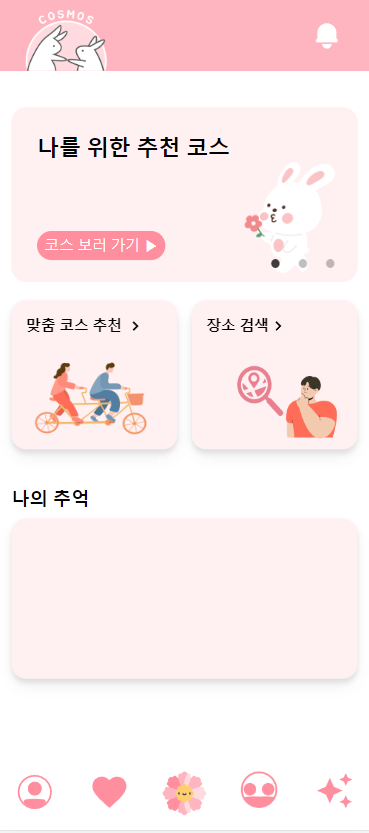 COSMOS
나를 위한 추천 코스
코스 보러 가기 ▶
맞춤 코스 추천 >
장소 검색 >
나의 추억